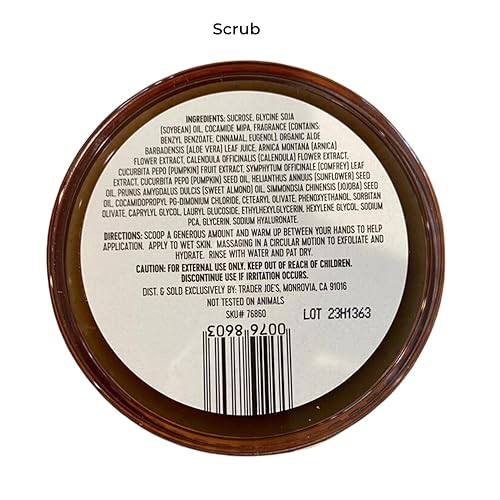 Scrub
INGREDIENTS: SUCROSE, GLYCINE SOJA
(SOYBEAN) OIL, COCAMIDE MIPA, FRAGRANCE (CONTAINS:
BENZYL BENZOATE, CINNAMAL, EUGENOL), ORGANIC ALOE
BARBADENSIS (ALOE VERA) LEAF JUICE, ARNICA MONTANA (ARNICA)
FLOWER EXTRACT, CALENDULA OFFICINALIS (CALENDULA) FLOWER EXTRACT,
CUCURBITA PEPO (PUMPKIN) FRUIT EXTRACT, SYMPHYTUM OFFICINALE (COMFREY) LEAF
EXTRACT, CUCURBITA PEPO (PUMPKIN) SEED OIL, HELIANTHUS ANNUUS (SUNFLOWER) SEED
OIL, PRUNUS AMYGDALUS DULCIS (SWEET ALMOND) OIL, SIMMONDSIA CHINENSIS (JOJOBA) SEED
OIL, COCAMIDOPROPYL PG-DIMONIUM CHLORIDE, CETEARYL OLIVATE, PHENOXYETHANOL, SORBITAN
OLIVATE, CAPRYLYL GLYCOL, LAURYL GLUCOSIDE, ETHYLHEXYLGLYCERIN, HEXYLENE GLYCOL, SODIUM
PCA, GLYCERIN, SODIUM HYALURONATE.
DIRECTIONS: SCOOP A GENEROUS AMOUNT AND WARM UP BETWEEN YOUR HANDS TO HELP
APPLICATION. APPLY TO WET SKIN. MASSAGING IN A CIRCULAR MOTION TO EXFOLIATE AND
HYDRATE. RINSE WITH WATER AND PAT DRY.
CAUTION: FOR EXTERNAL USE ONLY. KEEP OUT OF REACH OF CHILDREN.
DISCONTINUE USE IF IRRITATION OCCURS.
DIST. & SOLD EXCLUSIVELY BY: TRADER JOE'S, MONROVIA, CA 91016
NOT TESTED ON ANIMALS
SKU# 76860
LOT 23H1363
0076 8603